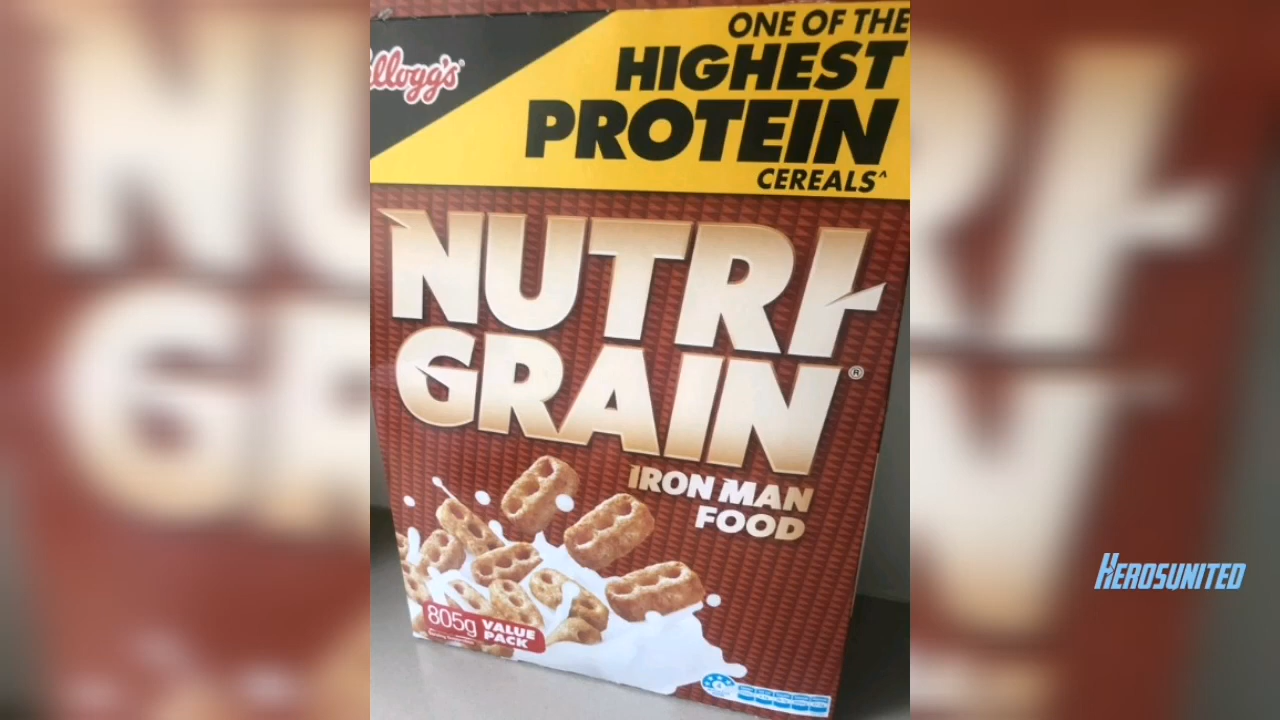 Kellogg's
ONE OF THE
HIGHEST
PROTEIN
CEREALS^
NUTRI-
GRAIN®
IRON MAN
FOOD
805g VALUE
PACK
HEROSUNITED